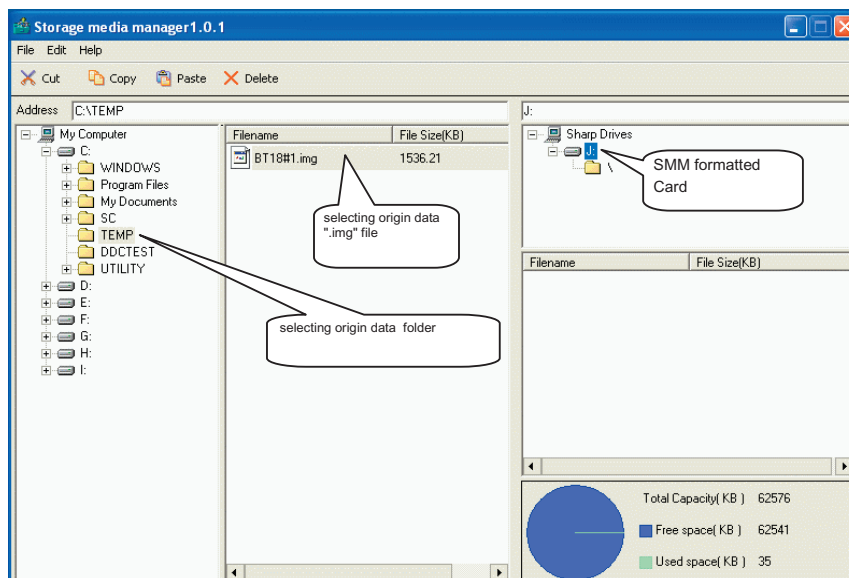 Storage media manager1.0.1
File Edit Help
Cut Copy Paste Delete
Address C:\TEMP
My Computer
C:
WINDOWS
Program Files
My Documents
SC
TEMP
DDCTEST
UTILITY
D:
E:
F:
G:
H:
I:
Filename File Size(KB)
BT18#1.img 1536.21
selecting origin data
".img" file
selecting origin data folder
J:
Sharp Drives
J:
\
SMM formatted
Card
Filename File Size(KB)
Total Capacity( KB ) 62576
Free space( KB ) 62541
Used space( KB ) 35